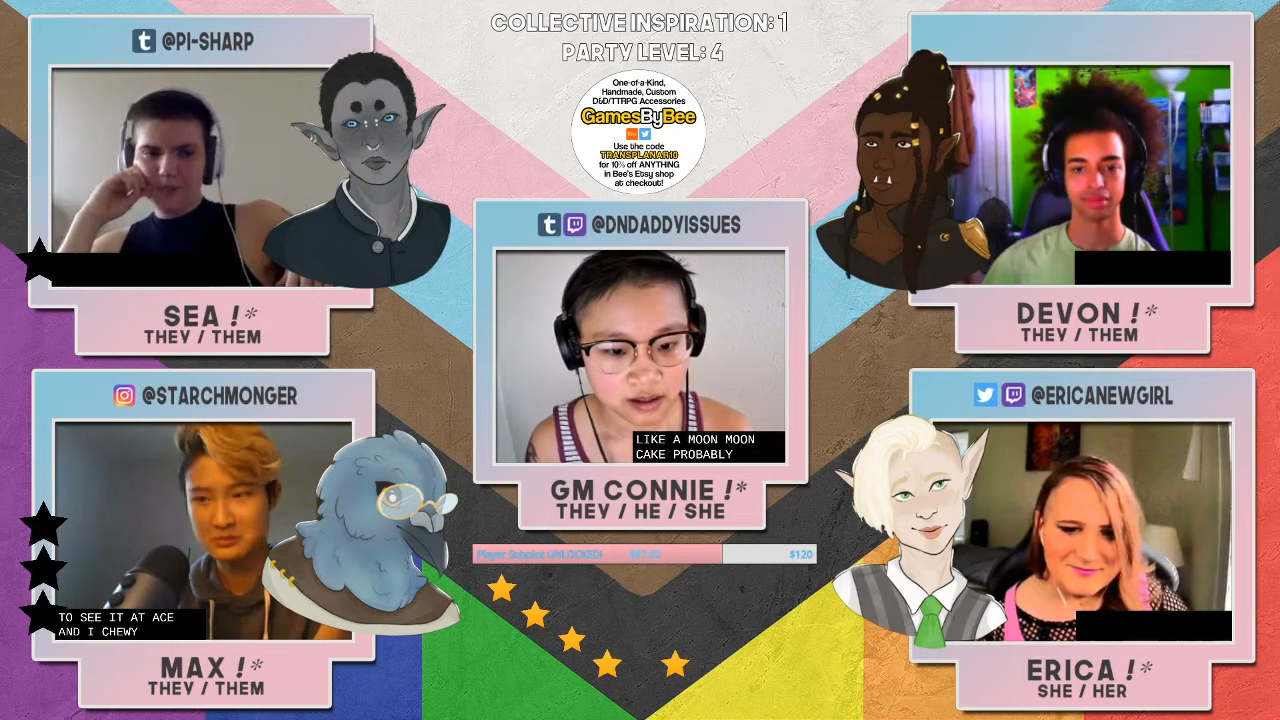 COLLECTIVE INSPIRATION: 1
PARTY LEVEL: 4
One-of-a-Kind,
Handmade, Custom
D&D/TTRPG Accessories
GamesByBee
Use the code
TRANSPLANAR10
for 10% off ANYTHING
in Bee's Etsy shop
at checkout!
@PI-SHARP
SEA !*
THEY / THEM
DEVON !*
THEY / THEM
@DNDADDYISSUES
LIKE A MOON MOON
CAKE PROBABLY
GM CONNIE !*
THEY / HE / SHE
@STARCHMONGER
TO SEE IT AT ACE
AND I CHEWY
MAX !*
THEY / THEM
@ERICANEWGIRL
ERICA !*
SHE / HER
Player Subplot UNLOCKED! $87.00 $120